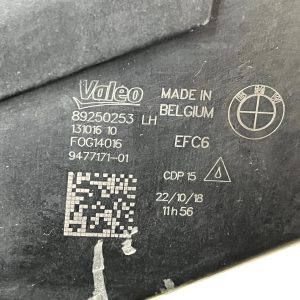 Valeo
MADE IN
BELGIUM
89250253 LH
131016 10
FOG14016
9477171-01
EFC6
CDP 15
22/10/18
11h56